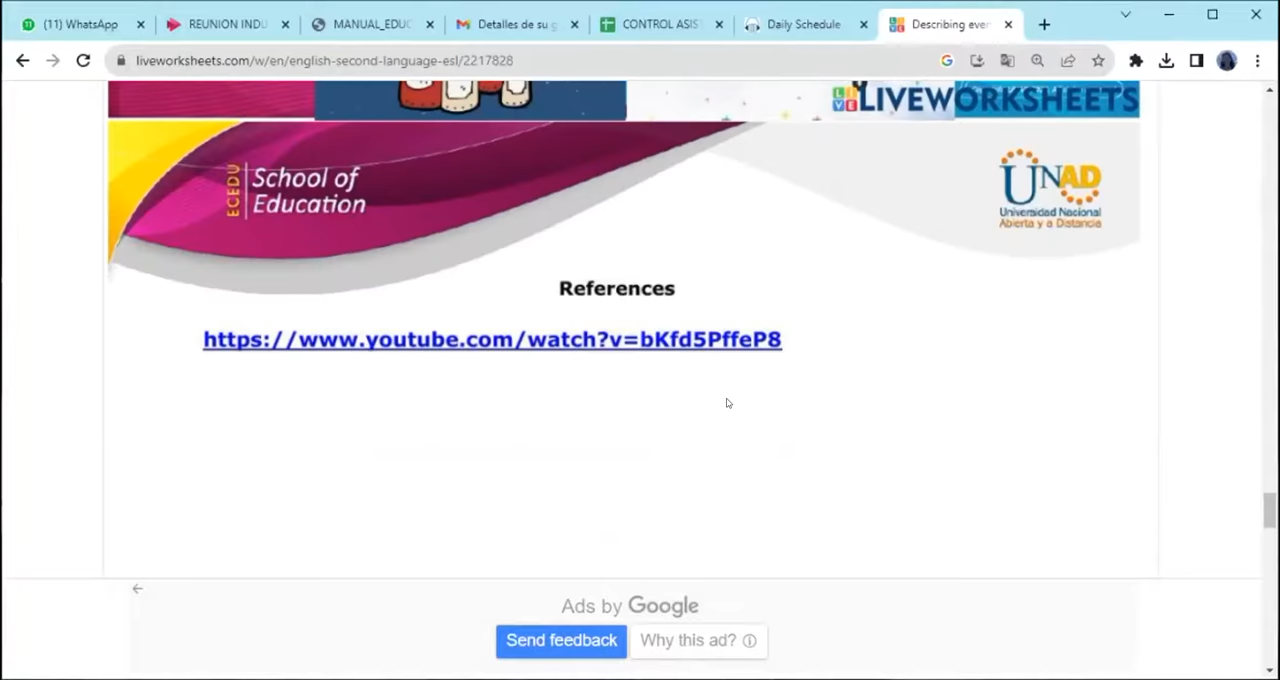 (11) WhatsApp
REUNION INDU
MANUAL_EDUC
Detalles de su g
CONTROL ASIS
Daily Schedule
Describing even
liveworksheets.com/w/en/english-second-language-esl/2217828
LIVE
LIVEWORKSHEETS
ECEDU
School of
Education
UNAD
Universidad Nacional
Abierta y a Distancia
References
https://www.youtube.com/watch?v=bKfd5PffeP8
Ads by Google
Send feedback
Why this ad?